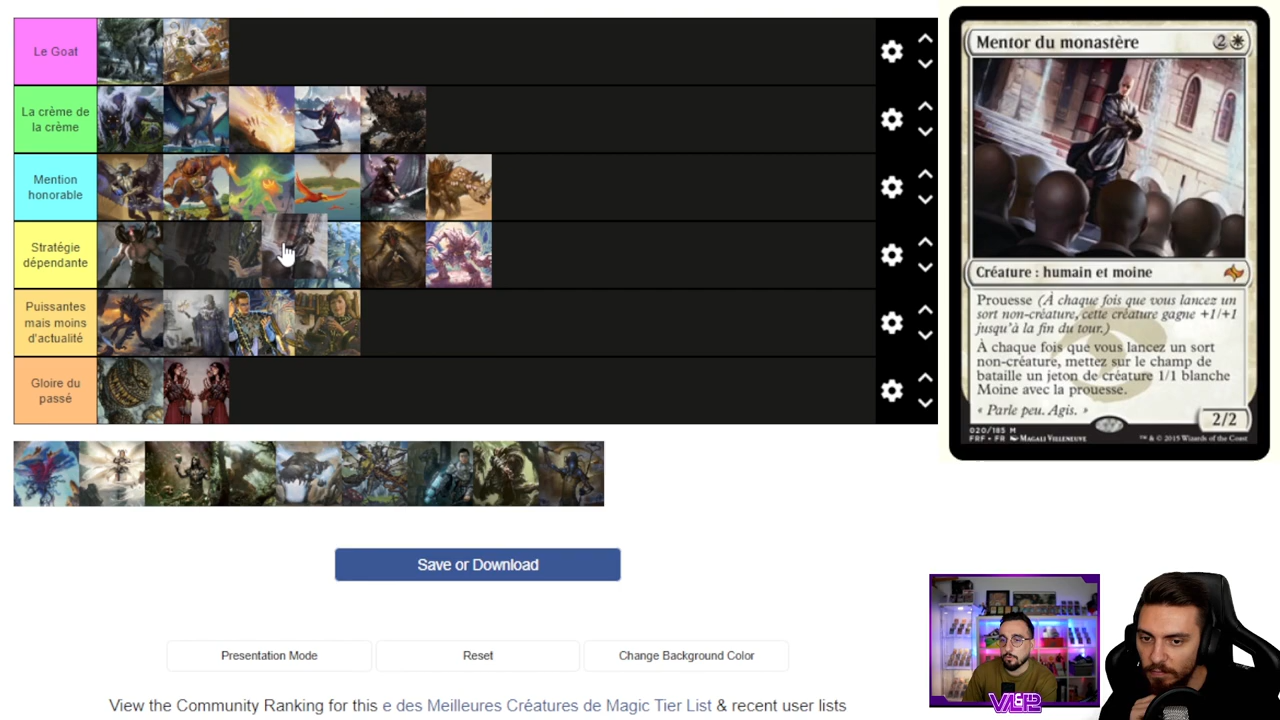 Le Goat
La crème de
la crème
Mention
honorable
Stratégie
dépendante
Puissantes
mais moins
d'actualité
Gloire du
passé
Save or Download
Presentation Mode
Reset
Change Background Color
View the Community Ranking for this e des Meilleures Créatures de Magic Tier List & recent user lists
Mentor du monastère 2
Créature : humain et moine
Prouesse (À chaque fois que vous lancez un
sort non-créature, cette créature gagne +1/+1
jusqu'à la fin du tour.)
À chaque fois que vous lancez un sort
non-créature, mettez sur le champ de
bataille un jeton de créature 1/1 blanche
Moine avec la prouesse.
« Parle peu. Agis. »
2/2
020/185 M
FRF • FR Magali Villeneuve
™ & © 2015 Wizards of the Coast